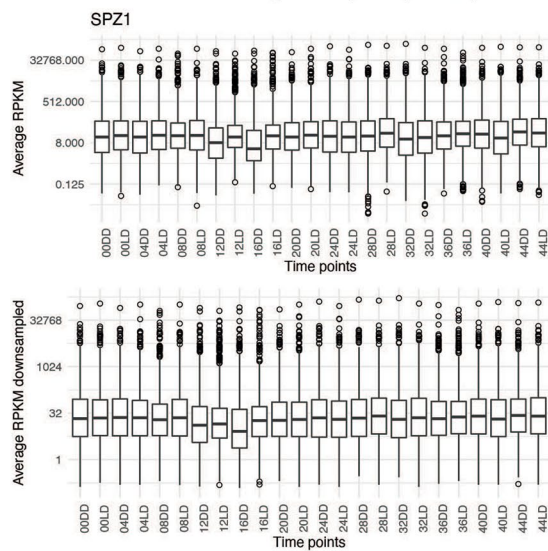 SPZ1
Average RPKM
32768.000
512.000
8.000
0.125
00DD
00LD
04DD
04LD
08DD
08LD
12DD
12LD
16DD
16LD
20DD
20LD
24DD
24LD
28DD
28LD
32DD
32LD
36DD
36LD
40DD
40LD
44DD
44LD
Time points
Average RPKM downsampled
32768
1024
32
1
00DD
00LD
04DD
04LD
08DD
08LD
12DD
12LD
16DD
16LD
20DD
20LD
24DD
24LD
28DD
28LD
32DD
32LD
36DD
36LD
40DD
40LD
44DD
44LD
Time points